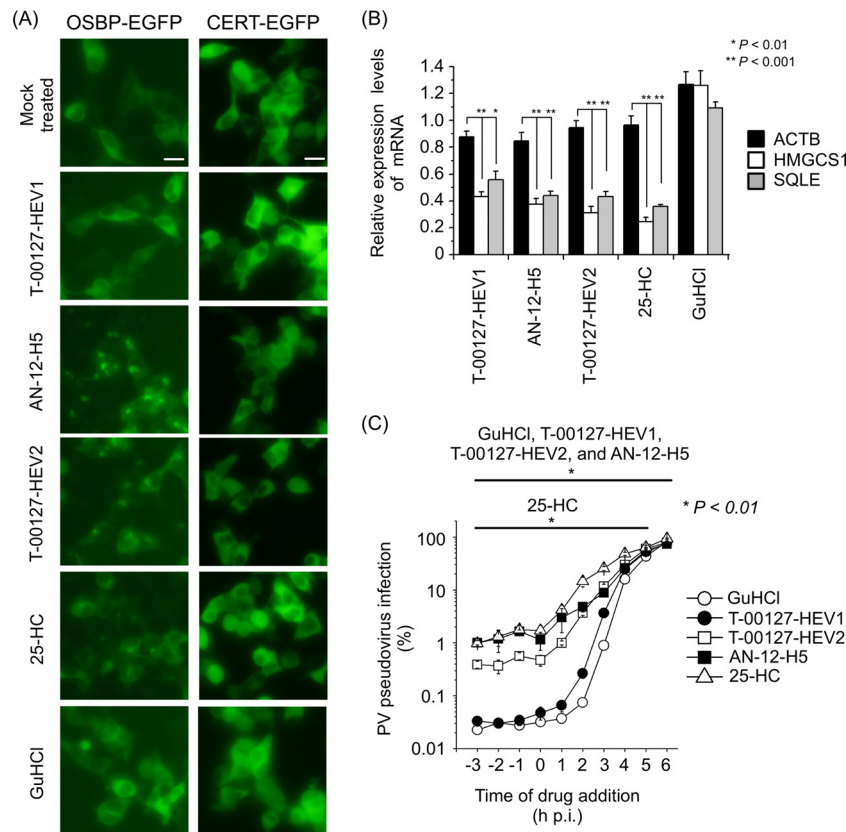 (A)
OSBP-EGFP CERT-EGFP
Mock
treated
T-00127-HEV1
AN-12-H5
T-00127-HEV2
25-HC
GuHCl
(B)
* P < 0.01
** P < 0.001
Relative expression levels
of mRNA
1.4
1.2
1.0
0.8
0.6
0.4
0.2
0
** *
** **
** **
** **
ACTB
HMGCS1
SQLE
T-00127-HEV1
AN-12-H5
T-00127-HEV2
25-HC
GuHCl
(C)
GuHCl, T-00127-HEV1,
T-00127-HEV2, and AN-12-H5
*
25-HC
*
* P < 0.01
PV pseudovirus infection
(%)
100
10
1
0.1
0.01
-3 -2 -1 0 1 2 3 4 5 6
Time of drug addition
(h p.i.)
GuHCl
T-00127-HEV1
T-00127-HEV2
AN-12-H5
25-HC